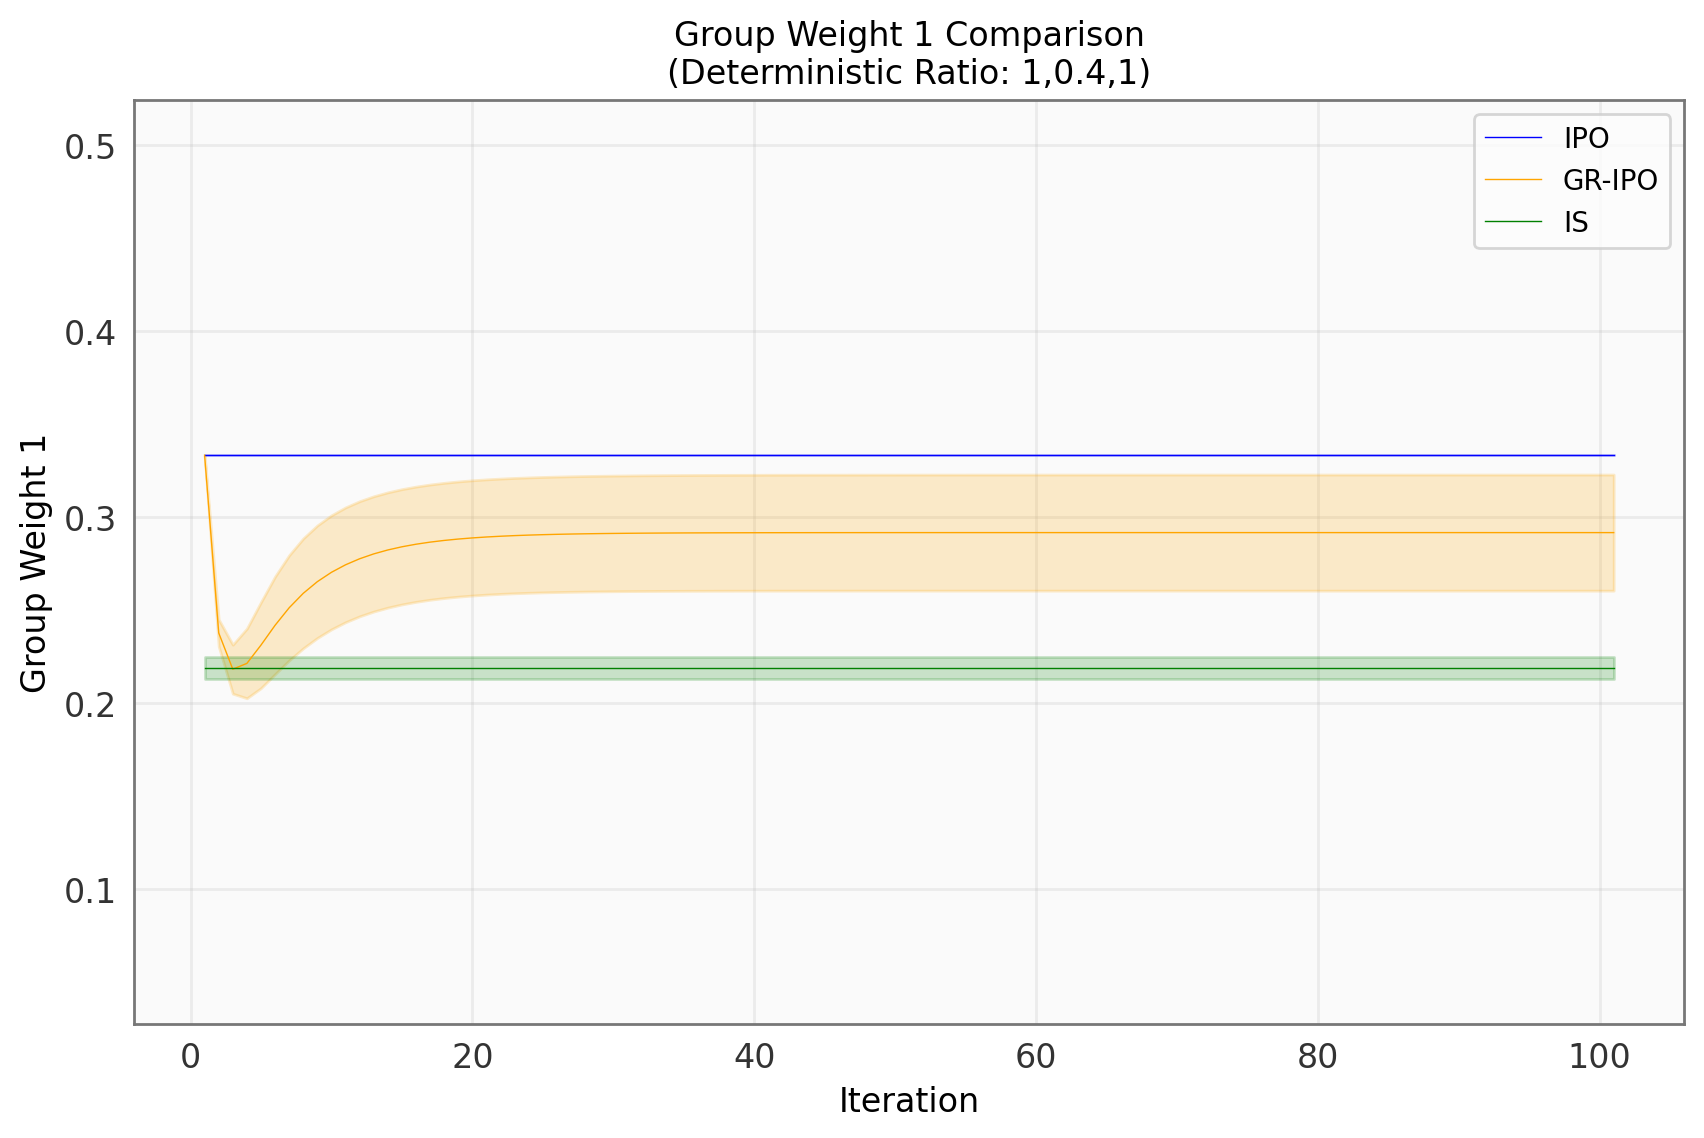 Group Weight 1 Comparison
(Deterministic Ratio: 1,0.4,1)
IPO
GR-IPO
IS
Group Weight 1
0.5
0.4
0.3
0.2
0.1
0
20
40
60
80
100
Iteration